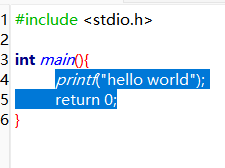 1 #include <stdio.h>
2
3 int main(){
4 printf("hello world");
5 return 0;
6 }